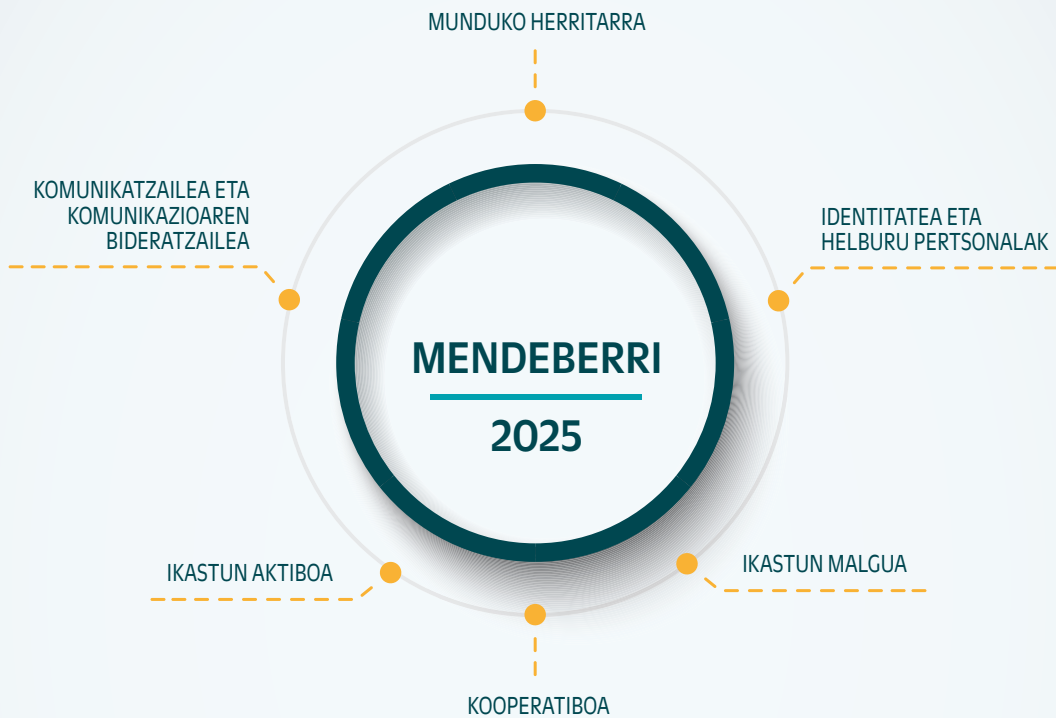 MUNDUKO HERRITARRA
KOMUNIKATZAILEA ETA
KOMUNIKAZIOAREN
BIDERATZAILEA
IDENTITATEA ETA
HELBURU PERTSONALAK
MENDEBERRI
2025
IKASTUN AKTIBOA
IKASTUN MALGUA
KOOPERATIBOA